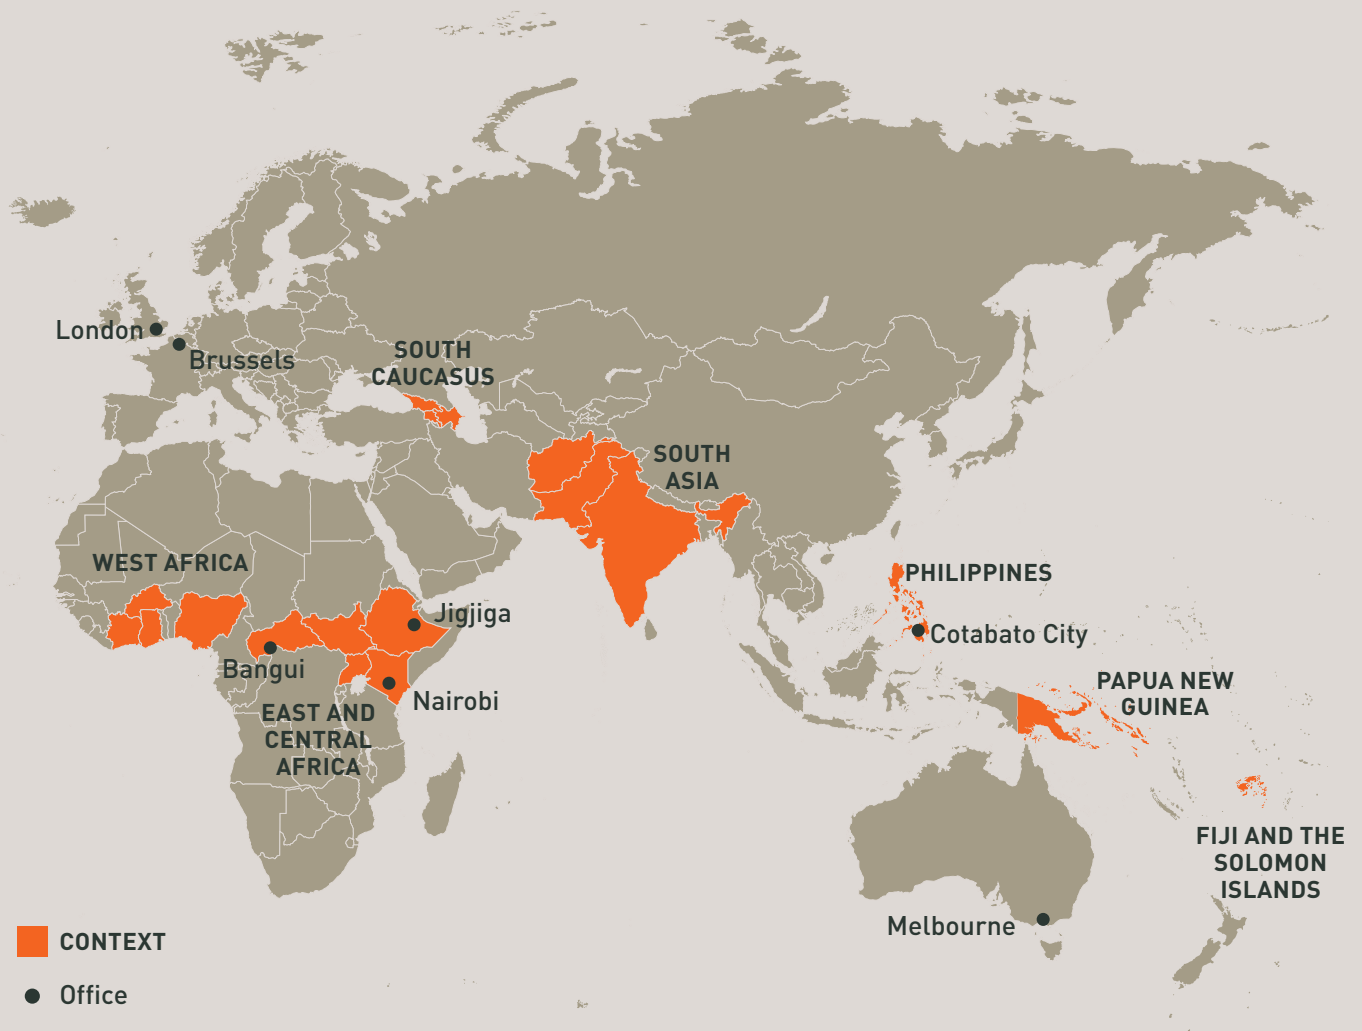 London
Brussels
SOUTH
CAUCASUS
SOUTH
ASIA
WEST AFRICA
PHILIPPINES
Jigjiga
Cotabato City
Bangui
Nairobi
PAPUA NEW
GUINEA
EAST AND
CENTRAL
AFRICA
FIJI AND THE
SOLOMON
ISLANDS
Melbourne
CONTEXT
Office